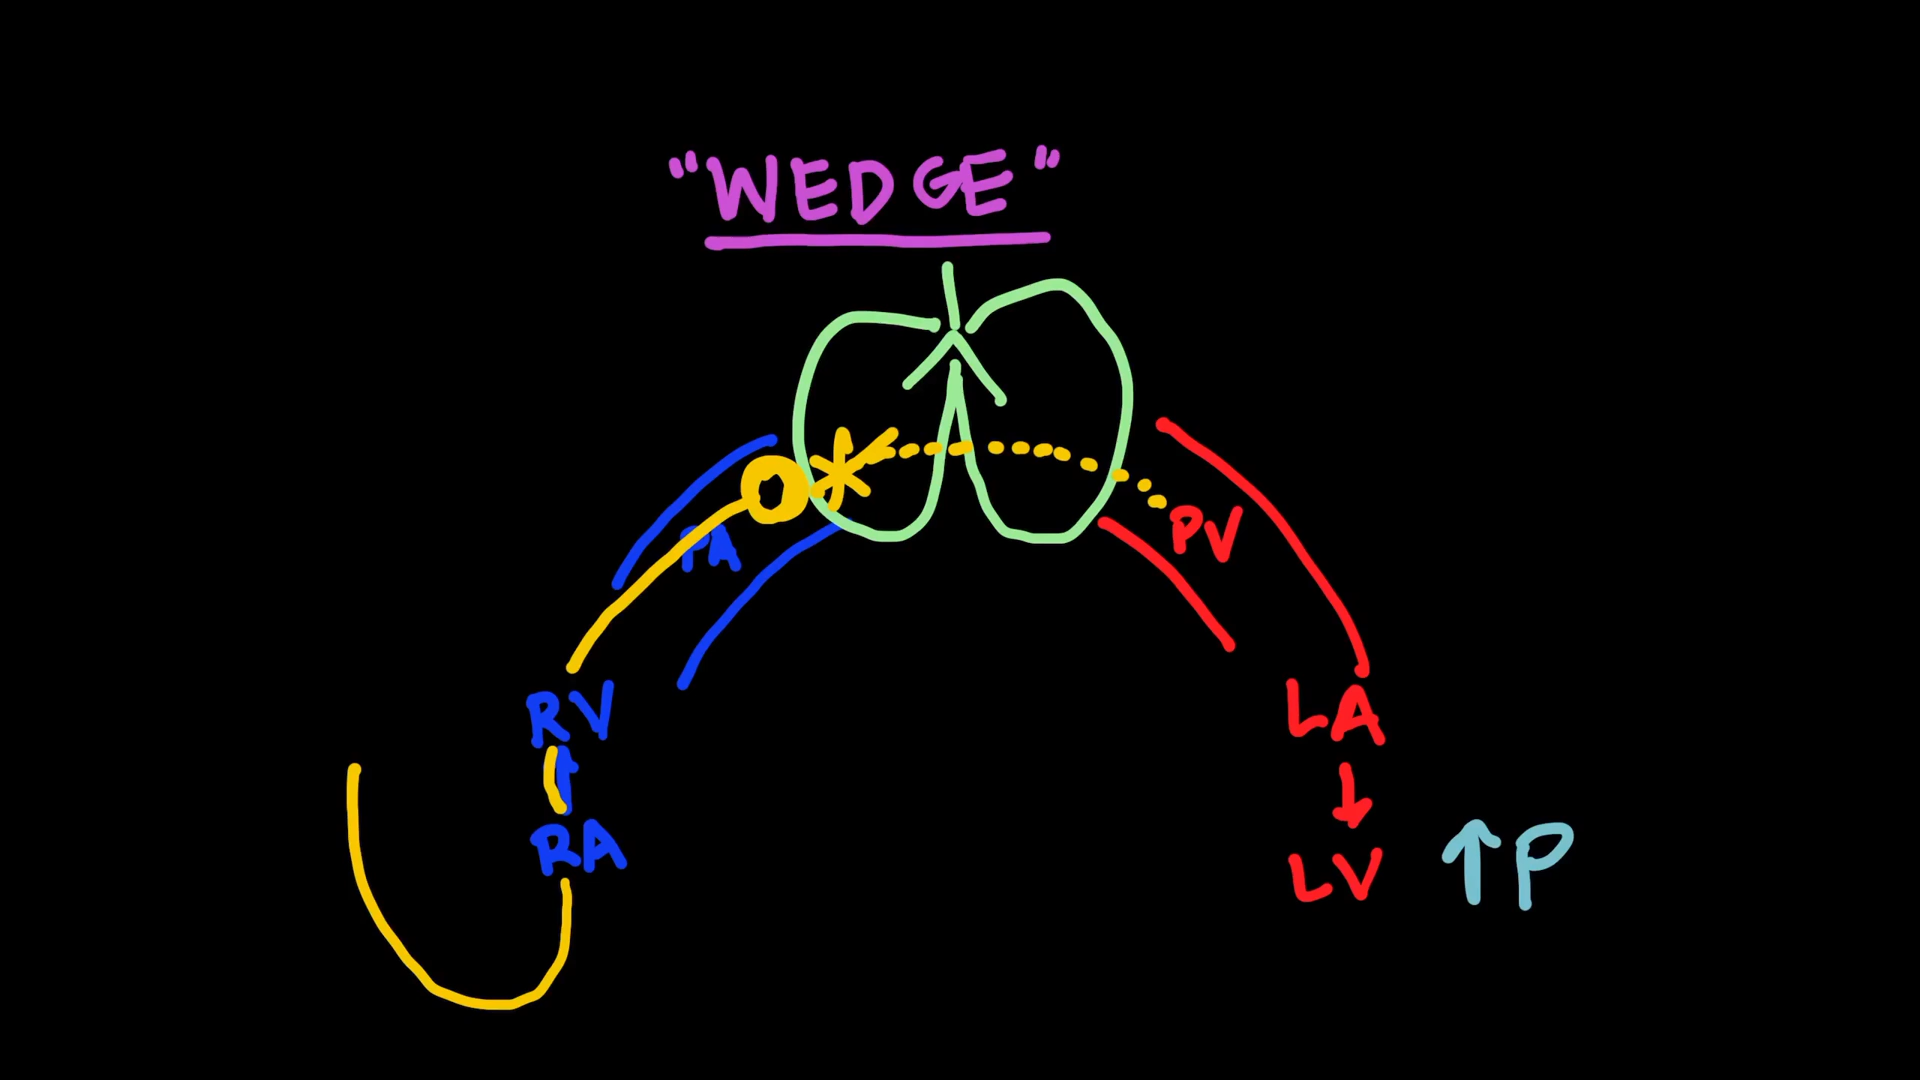 "WEDGE"
PA
PV
RV
LA
RA
LV ↑P